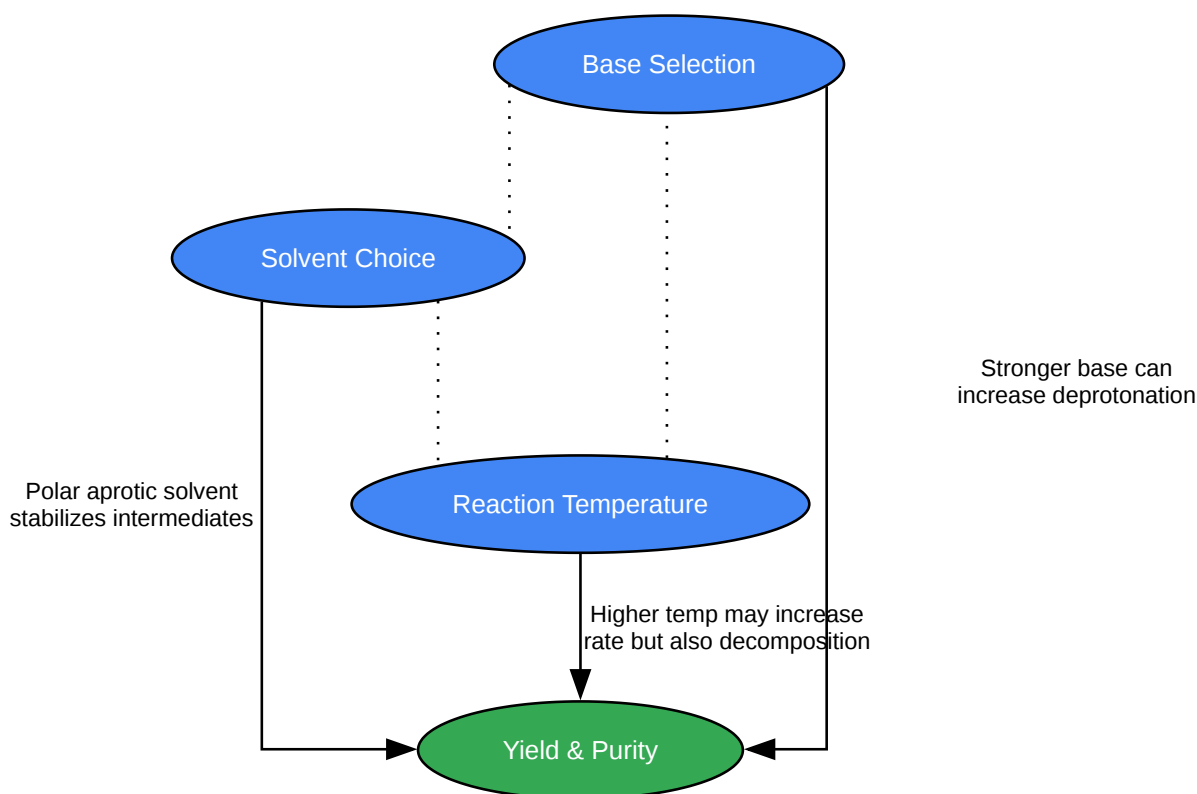 Base Selection
Solvent Choice
Stronger base can
increase deprotonation
Polar aprotic solvent
stabilizes intermediates
Reaction Temperature
Higher temp may increase
rate but also decomposition
Yield & Purity